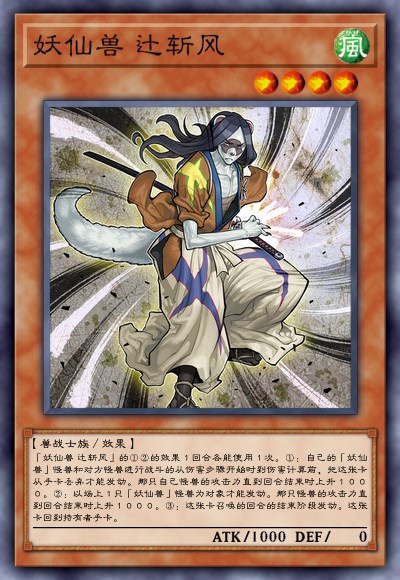 妖仙兽 辻斩风
風
【兽战士族／效果】
「妖仙兽 辻斩风」的①②的效果1回合各能使用1次。①：自己的「妖仙
兽」怪兽和对方怪兽进行战斗的从伤害步骤开始时到伤害计算前，把这张卡
从手卡丢弃才能发动。那只自己怪兽的攻击力直到回合结束时上升１００
０。②：以场上1只「妖仙兽」怪兽为对象才能发动。那只怪兽的攻击力直
到回合结束时上升１０００。③：这张卡召唤的回合的结束阶段发动。这张
卡回到持有者手卡。
ATK/1000 DEF/ 0